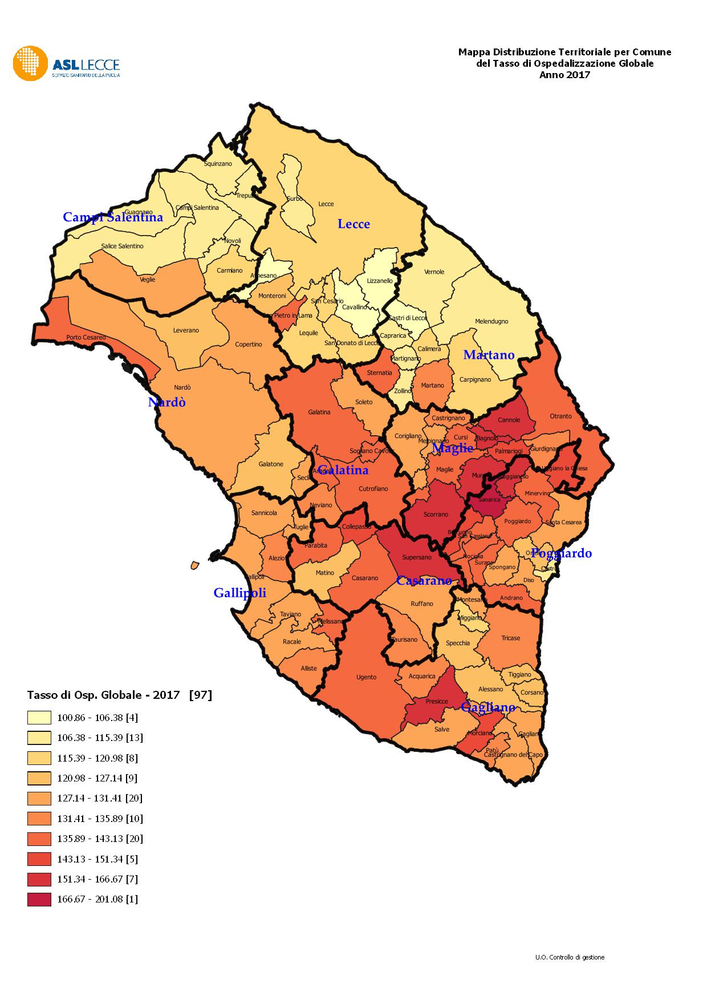 ASL LECCE
SERVIZIO SANITARIO DELLA PUGLIA
Mappa Distribuzione Territoriale per Comune
del Tasso di Ospedalizzazione Globale
Anno 2017
Squinzano
Trepuzzi
Surbo
Lecce
Campi Salentina
Guagnano
Campi Salentina
Lecce
Salice Salentino
Novoli
Carmiano
Veglie
Arnesano
Lizzanello
Vernole
Monteroni
San Cesario
Cavallino
San Pietro in Lama
Castri di Lecce
Melendugno
Leverano
Lequile
Caprarica
Porto Cesareo
Copertino
San Donato di Lecce
Calimera
Martignano
Martano
Sternatia
Carpignano
Nardò
Zollino
Martano
Nardò
Soleto
Galatina
Castrignano
Cannole
Otranto
Corigliano
Melpignano
Cursi
Bagnolo
Maglie
Sogliano Cavour
Palmariggi
Giurdignano
Galatone
Aradeo
Galatina
Maglie
Uggiano la Chiesa
Seclì
Muro
Giuggianello
Cutrofiano
Minervino
Sanarica
Neviano
Sannicola
Scorrano
Poggiardo
Santa Cesarea
Tuglie
Collepasso
Botrugno
San Cassiano
Parabita
Poggiardo
Alezio
Supersano
Nociglia
Surano
Spongano
Ortelle
Castro
Gallipoli
Matino
Casarano
Casarano
Diso
Gallipoli
Andrano
Montesano
Ruffano
Taviano
Melissano
Miggiano
Racale
Taurisano
Specchia
Tricase
Alliste
Ugento
Acquarica
Tiggiano
Alessano
Corsano
Presicce
Gagliano
Salve
Morciano
Gagliano
Patù
Castrignano del Capo
Tasso di Osp. Globale - 2017 [97]
100.86 - 106.38 [4]
106.38 - 115.39 [13]
115.39 - 120.98 [8]
120.98 - 127.14 [9]
127.14 - 131.41 [20]
131.41 - 135.89 [10]
135.89 - 143.13 [20]
143.13 - 151.34 [5]
151.34 - 166.67 [7]
166.67 - 201.08 [1]
U.O. Controllo di gestione